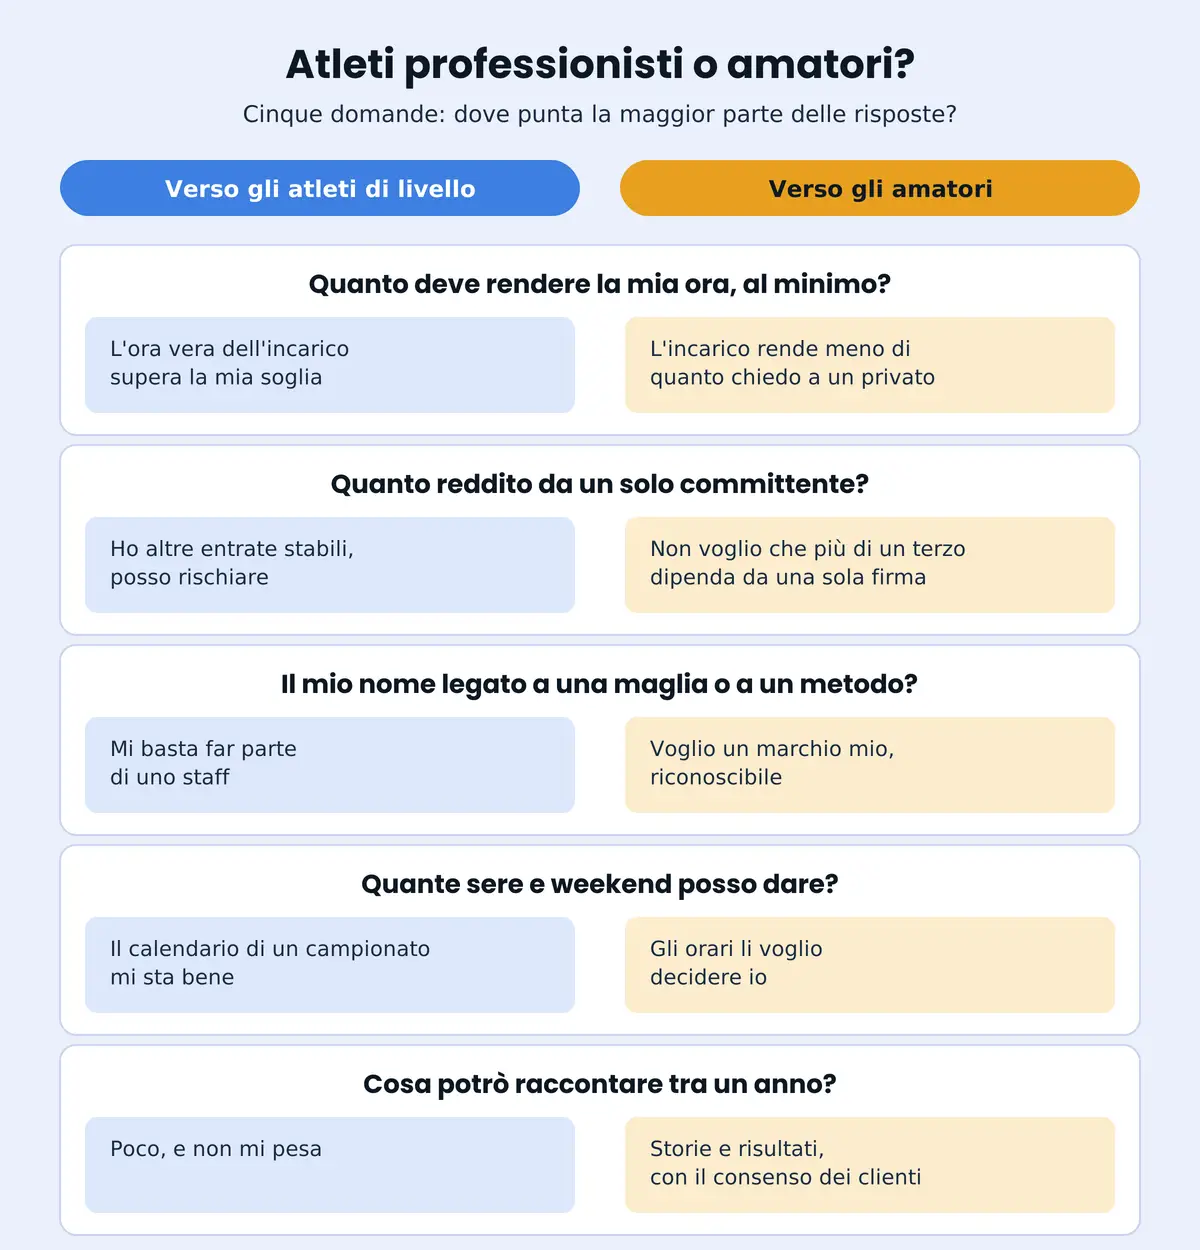 Atleti professionisti o amatori?
Cinque domande: dove punta la maggior parte delle risposte?
Verso gli atleti di livello
Verso gli amatori
Quanto deve rendere la mia ora, al minimo?
L'ora vera dell'incarico
supera la mia soglia
L'incarico rende meno di
quanto chiedo a un privato
Quanto reddito da un solo committente?
Ho altre entrate stabili,
posso rischiare
Non voglio che più di un terzo
dipenda da una sola firma
Il mio nome legato a una maglia o a un metodo?
Mi basta far parte
di uno staff
Voglio un marchio mio,
riconoscibile
Quante sere e weekend posso dare?
Il calendario di un campionato
mi sta bene
Gli orari li voglio
decidere io
Cosa potrò raccontare tra un anno?
Poco, e non mi pesa
Storie e risultati,
con il consenso dei clienti